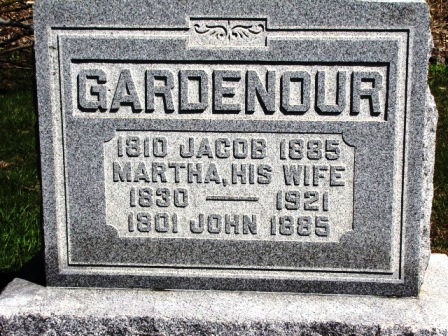 GARDENOUR
1810 JACOB 1885
MARTHA, HIS WIFE
1830 — 1921
1801 JOHN 1885